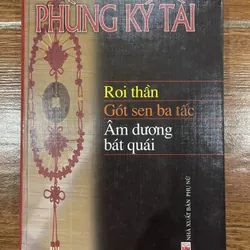 PHÙNG KÝ TÀI
Roi thần
Gót sen ba tấc
Âm dương
bát quái
NHÀ XUẤT BẢN PHỤ NỮ